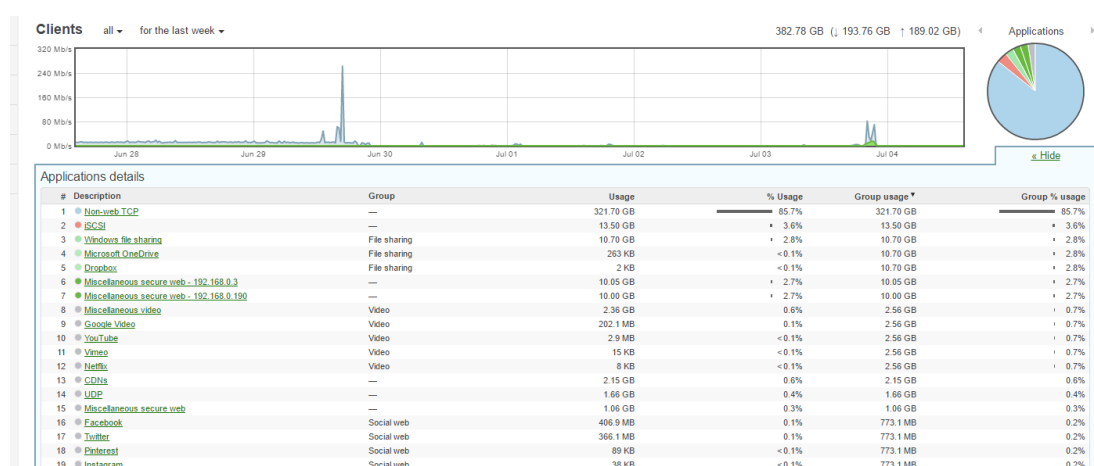 Clients all for the last week 382.78 GB (↓ 193.76 GB ↑ 189.02 GB) Applications
320 Mb/s
240 Mb/s
160 Mb/s
80 Mb/s
0 Mb/s
Jun 28 Jun 29 Jun 30 Jul 01 Jul 02 Jul 03 Jul 04
« Hide
Applications details
# Description Group Usage % Usage Group usage ▼ Group % usage
1 Non-web TCP — 321.70 GB 85.7% 321.70 GB 85.7%
2 iSCSI — 13.50 GB 3.6% 13.50 GB 3.6%
3 Windows file sharing File sharing 10.70 GB 2.8% 10.70 GB 2.8%
4 Microsoft OneDrive File sharing 263 KB <0.1% 10.70 GB 2.8%
5 Dropbox File sharing 2 KB <0.1% 10.70 GB 2.8%
6 Miscellaneous secure web - 192.168.0.3 — 10.05 GB 2.7% 10.05 GB 2.7%
7 Miscellaneous secure web - 192.168.0.190 — 10.00 GB 2.7% 10.00 GB 2.7%
8 Miscellaneous video Video 2.36 GB 0.6% 2.56 GB 0.7%
9 Google Video Video 202.1 MB 0.1% 2.56 GB 0.7%
10 YouTube Video 2.9 MB <0.1% 2.56 GB 0.7%
11 Vimeo Video 15 KB <0.1% 2.56 GB 0.7%
12 Netflix Video 8 KB <0.1% 2.56 GB 0.7%
13 CDNs — 2.15 GB 0.6% 2.15 GB 0.6%
14 UDP — 1.66 GB 0.4% 1.66 GB 0.4%
15 Miscellaneous secure web — 1.06 GB 0.3% 1.06 GB 0.3%
16 Facebook Social web 406.9 MB 0.1% 773.1 MB 0.2%
17 Twitter Social web 366.1 MB 0.1% 773.1 MB 0.2%
18 Pinterest Social web 89 KB <0.1% 773.1 MB 0.2%
19 Instagram Social web 38 KB <0.1% 773.1 MB 0.2%